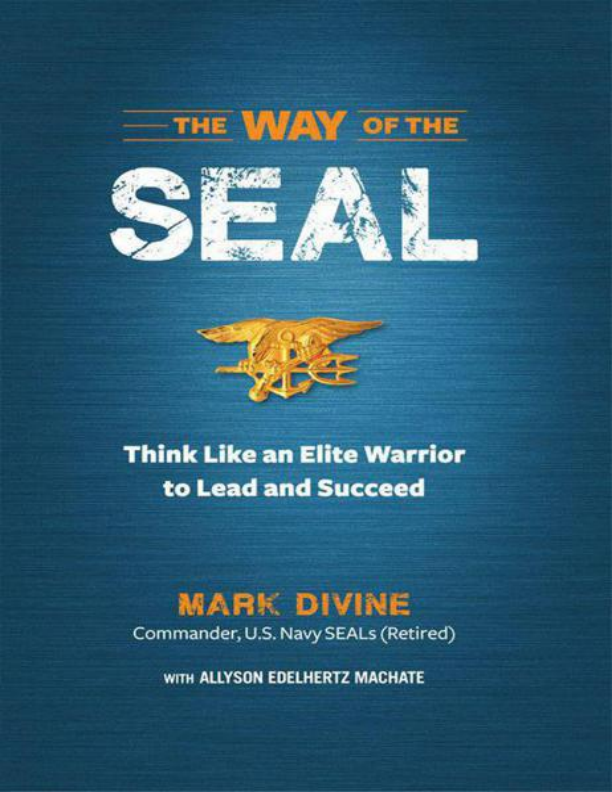 THE WAY OF THE
SEAL
Think Like an Elite Warrior
to Lead and Succeed
MARK DIVINE
Commander, U.S. Navy SEALs (Retired)
WITH ALLYSON EDELHERTZ MACHATE